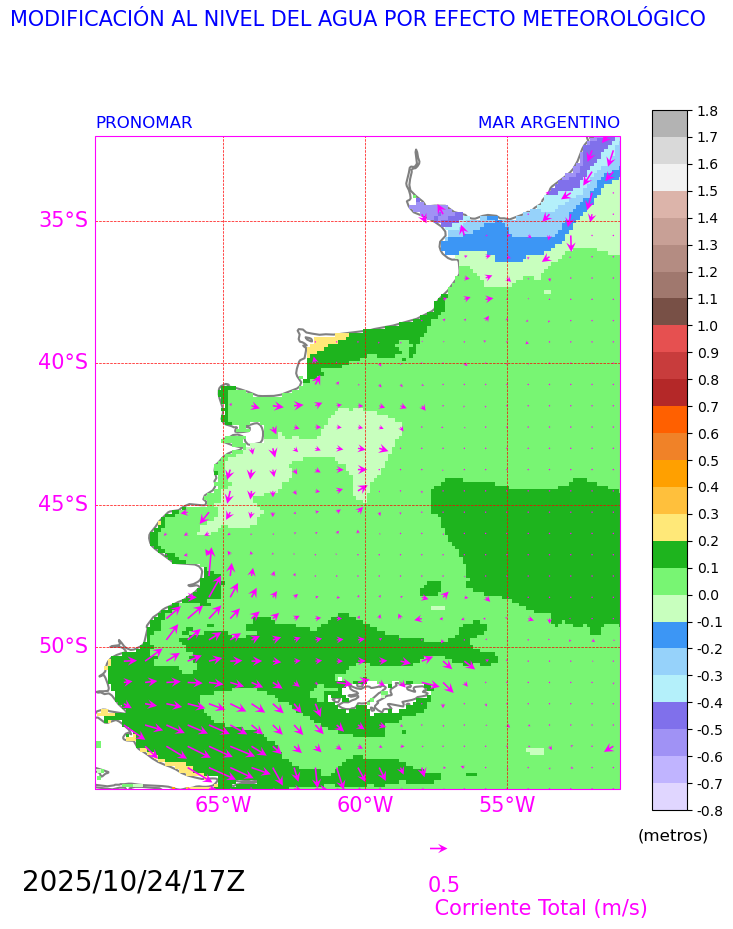 MODIFICACIÓN AL NIVEL DEL AGUA POR EFECTO METEOROLÓGICO
PRONOMAR
MAR ARGENTINO
35°S
40°S
45°S
50°S
65°W
60°W
55°W
1.8
1.7
1.6
1.5
1.4
1.3
1.2
1.1
1.0
0.9
0.8
0.7
0.6
0.5
0.4
0.3
0.2
0.1
0.0
-0.1
-0.2
-0.3
-0.4
-0.5
-0.6
-0.7
-0.8
(metros)
2025/10/24/17Z
0.5
Corriente Total (m/s)